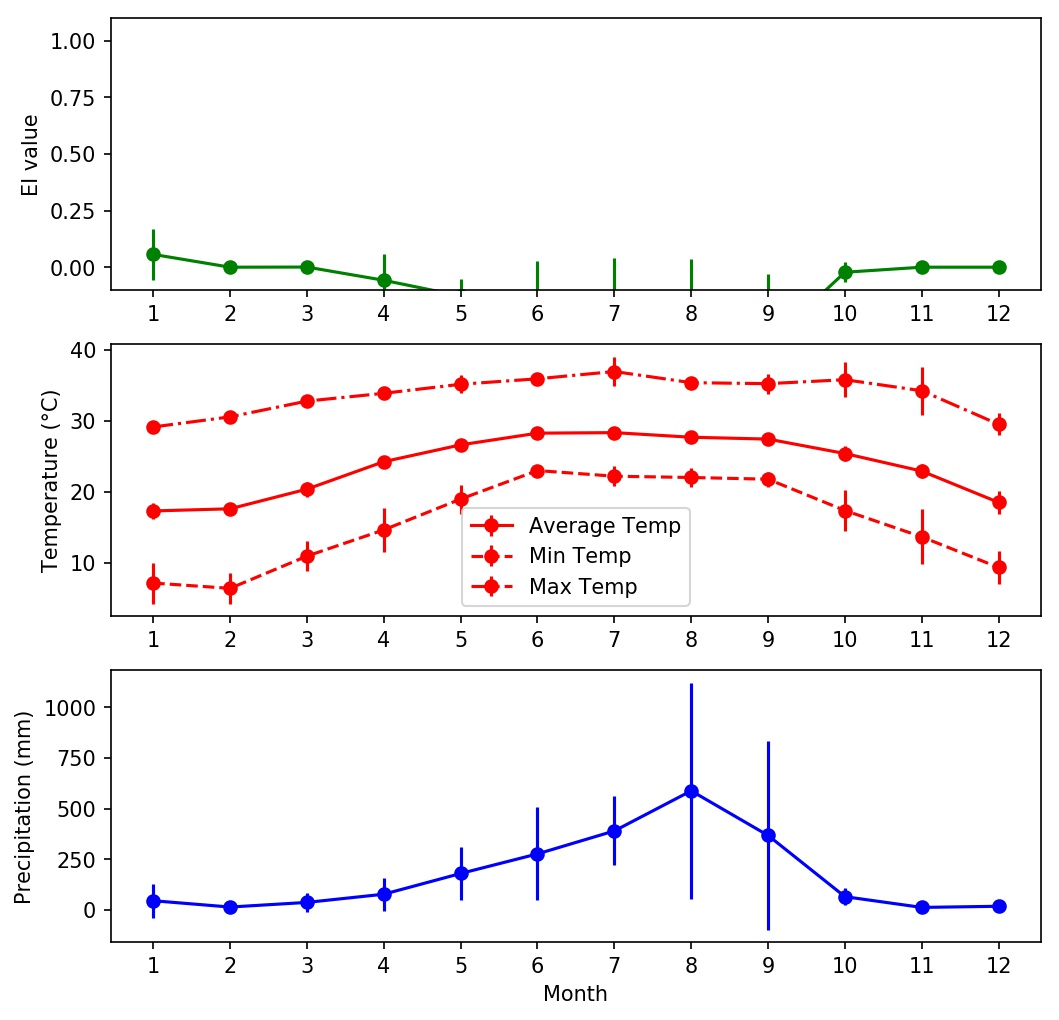 EI value
1.00
0.75
0.50
0.25
0.00
1 2 3 4 5 6 7 8 9 10 11 12
Temperature (°C)
40
30
20
10
Average Temp
Min Temp
Max Temp
1 2 3 4 5 6 7 8 9 10 11 12
Precipitation (mm)
1000
750
500
250
0
1 2 3 4 5 6 7 8 9 10 11 12
Month